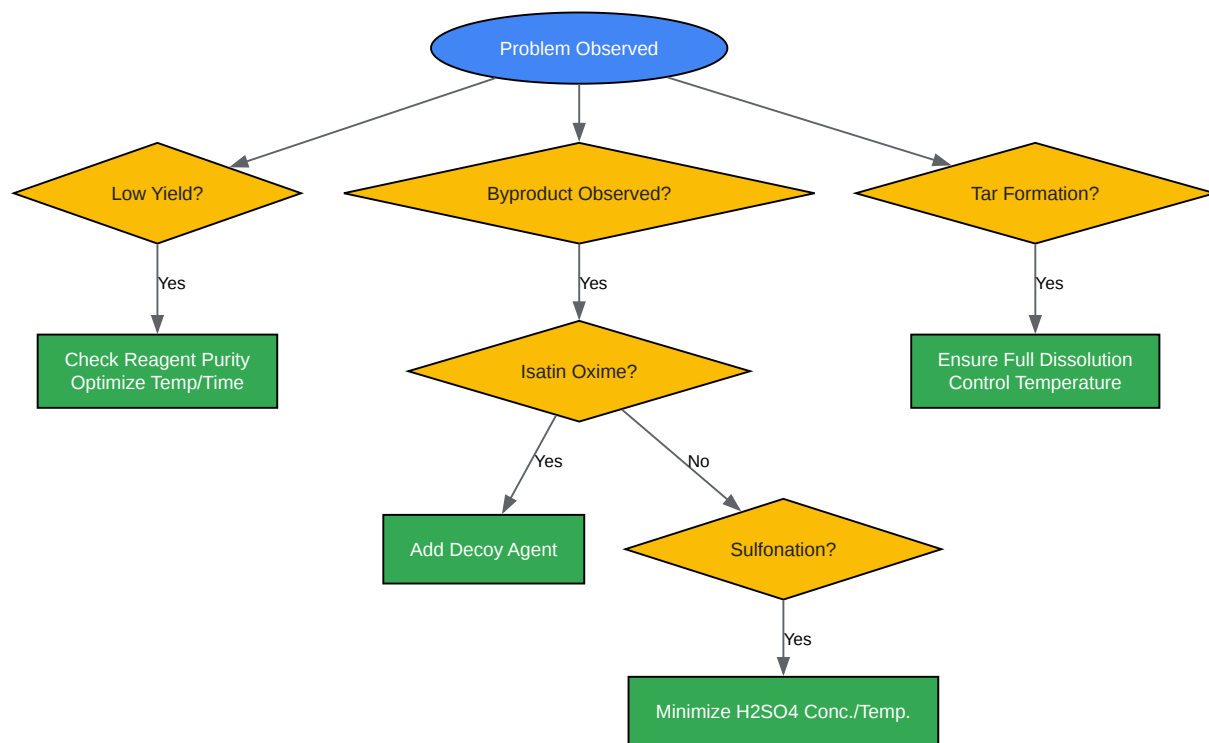 Problem Observed
Low Yield?
Byproduct Observed?
Tar Formation?
Yes
Yes
Yes
Check Reagent Purity
Optimize Temp/Time
Isatin Oxime?
Ensure Full Dissolution
Control Temperature
Yes
No
Add Decoy Agent
Sulfonation?
Yes
Minimize H2SO4 Conc./Temp.